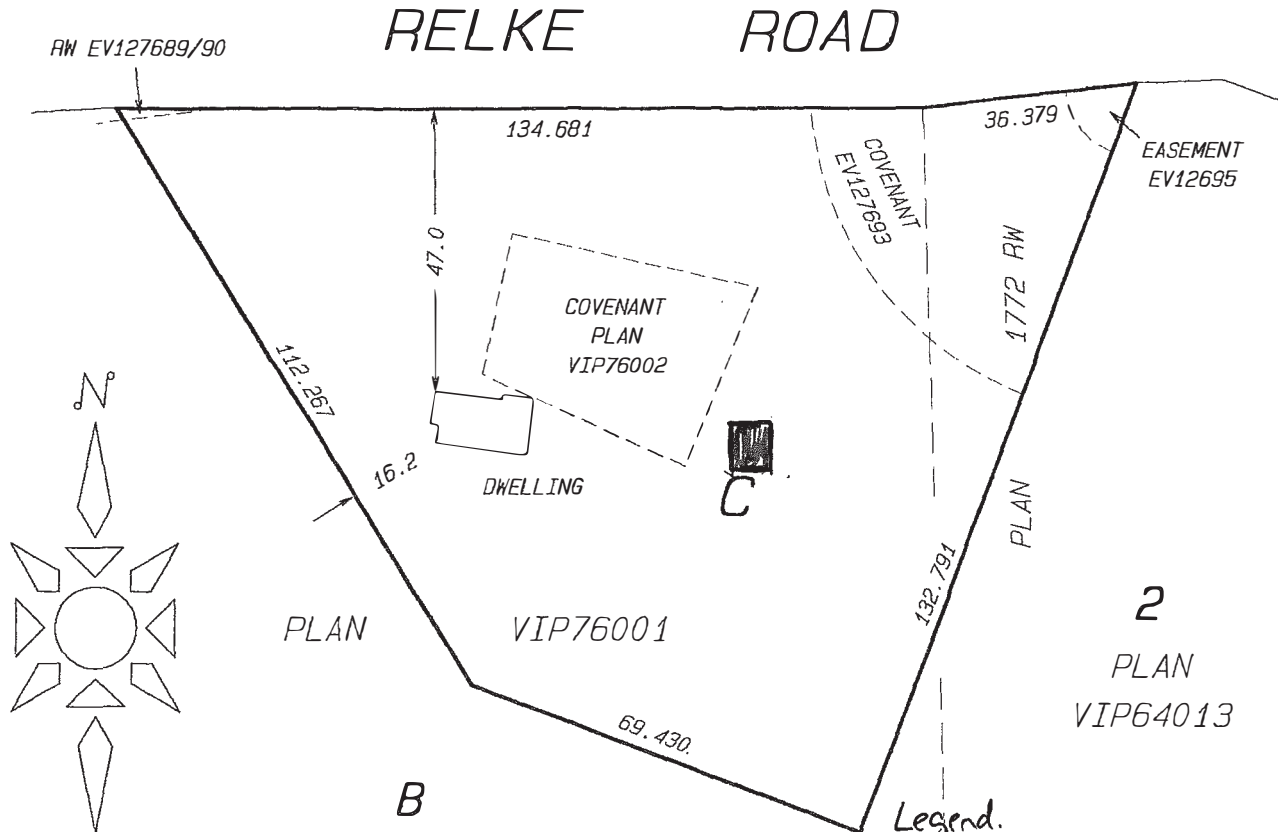 RELKE ROAD
RW EV127689/90
134.681
36.379
EASEMENT
EV12695
COVENANT
EV127693
47.0
1772 RW
COVENANT
PLAN
VIP76002
112.267
N
16.2
DWELLING
C
PLAN
132.791
2
PLAN VIP76001
PLAN
VIP64013
69.430.
B
Legend.